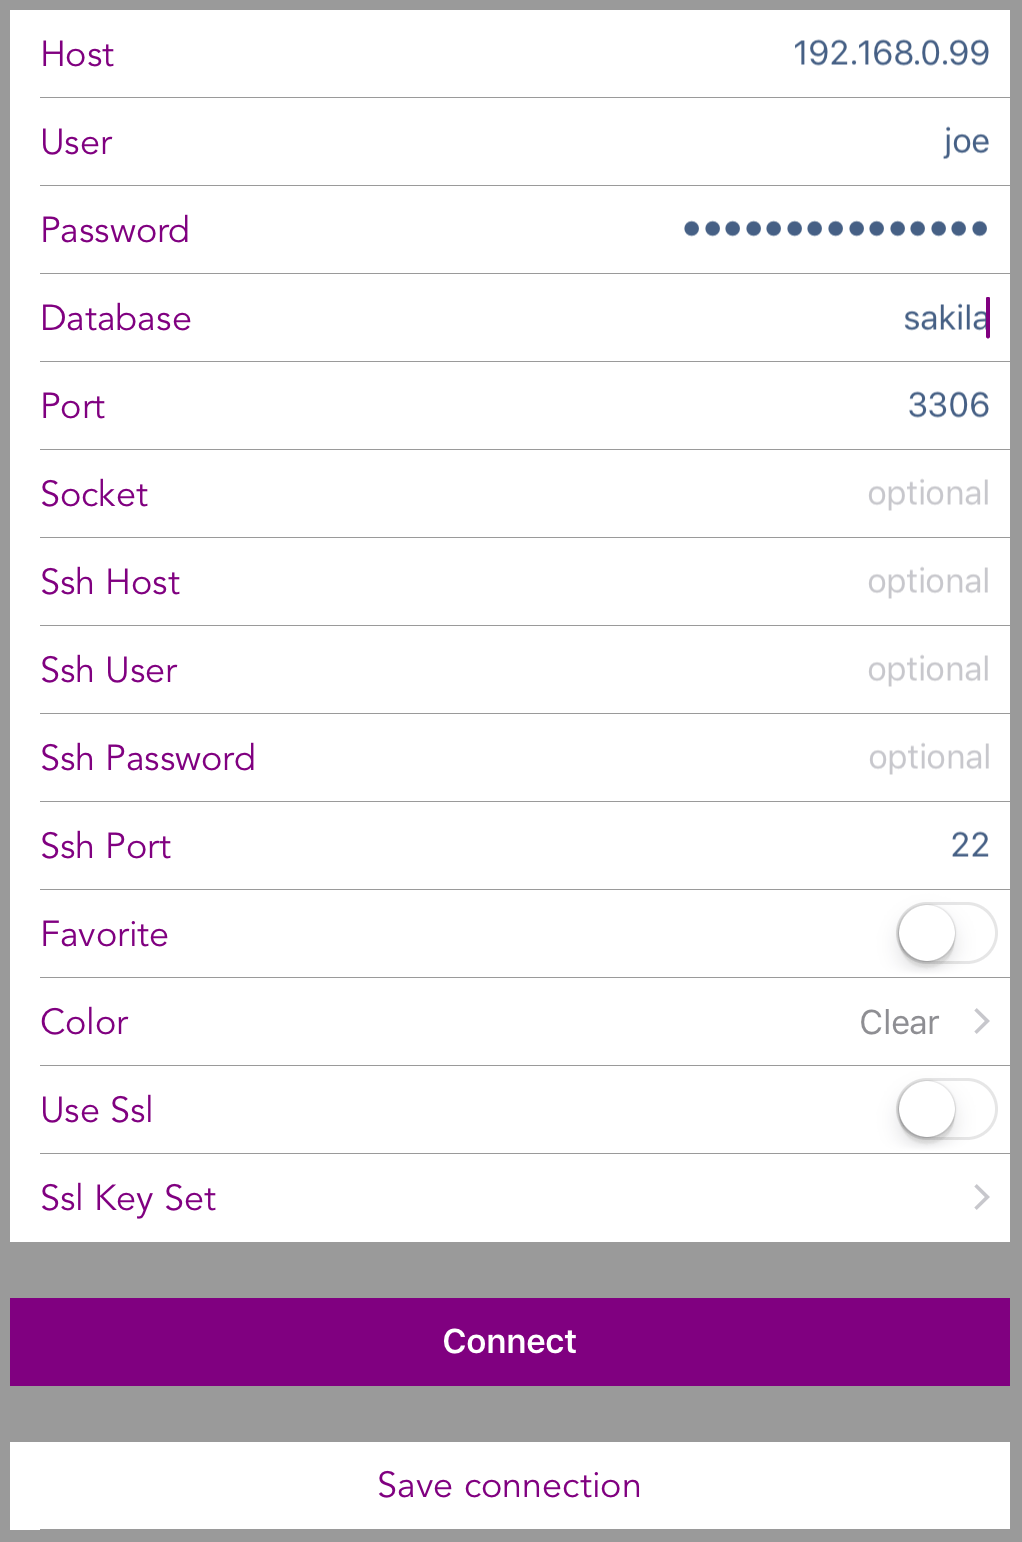 Host 192.168.0.99
User joe
Password ●●●●●●●●●●●●●●●
Database sakila
Port 3306
Socket optional
Ssh Host optional
Ssh User optional
Ssh Password optional
Ssh Port 22
Favorite
Color Clear
Use Ssl
Ssl Key Set
Connect
Save connection